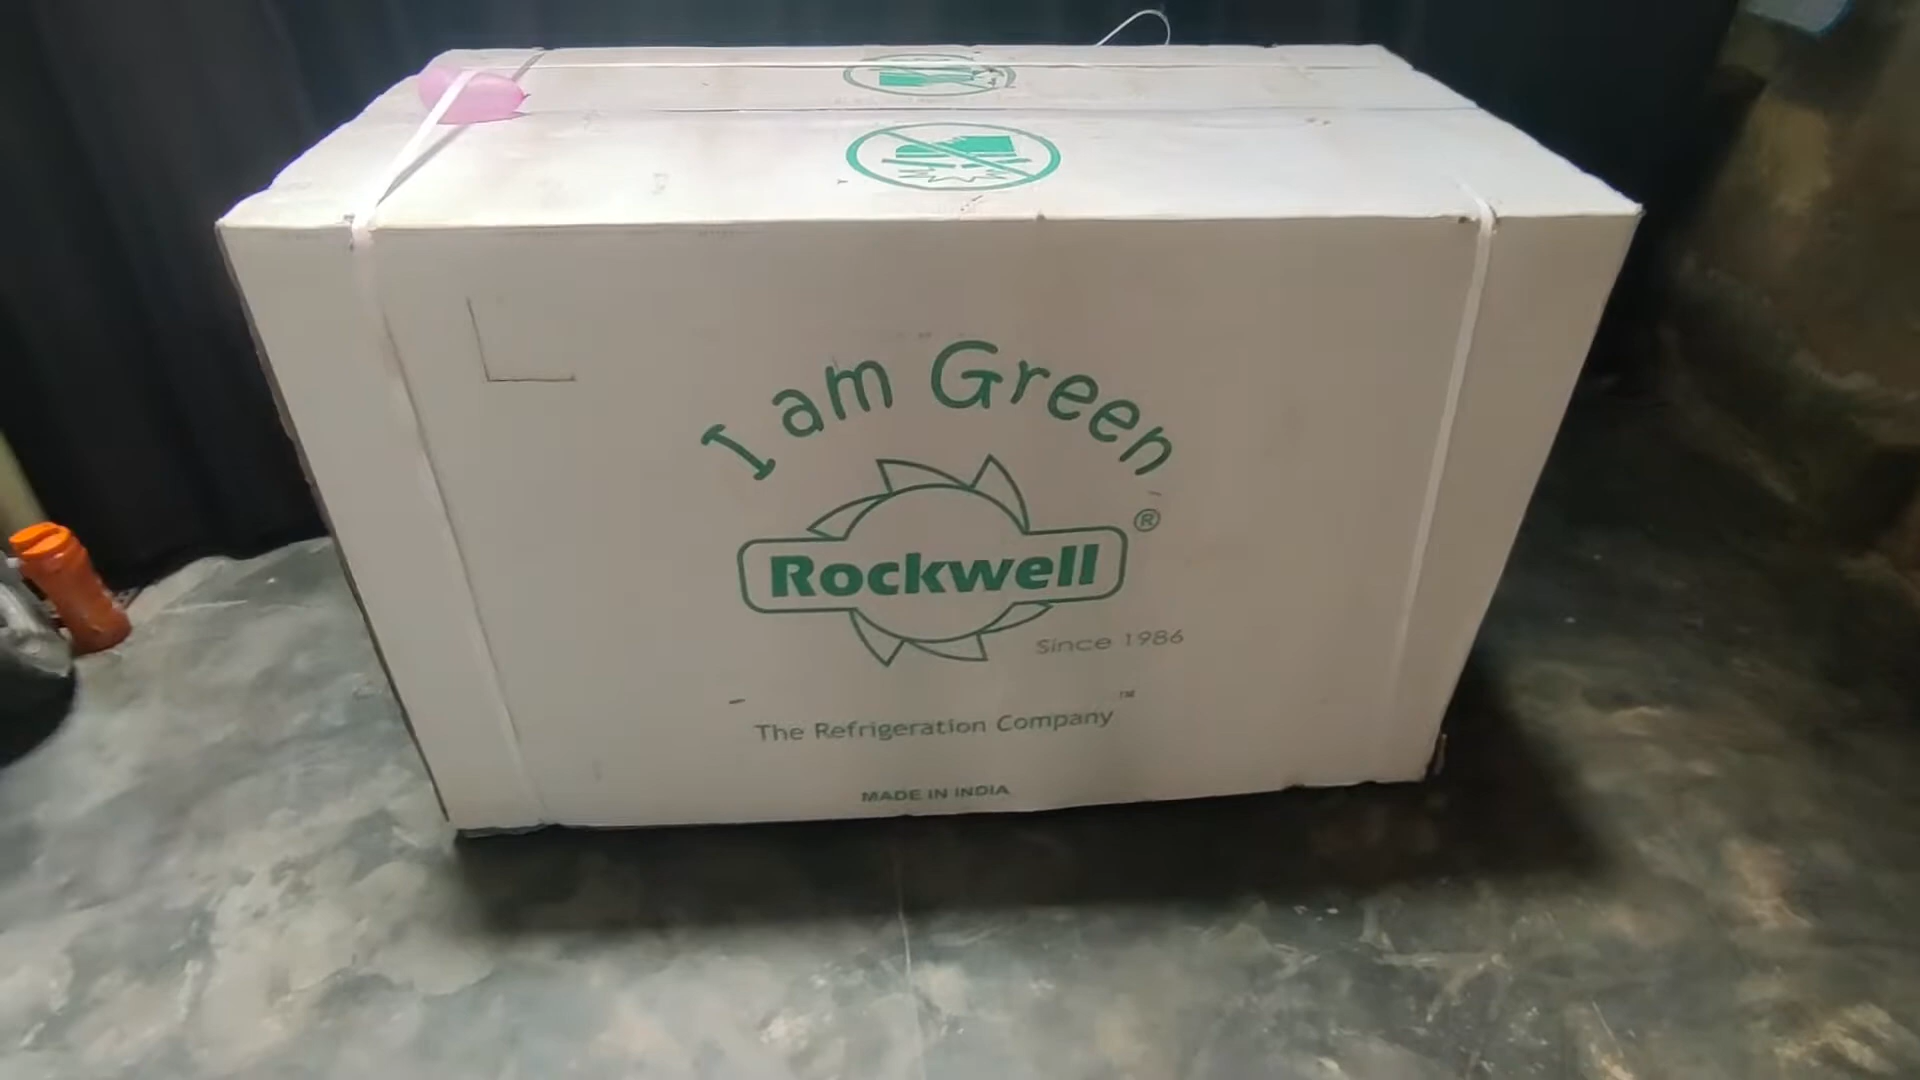 I am Green
Rockwell ®
Since 1986
The Refrigeration Company ™
MADE IN INDIA